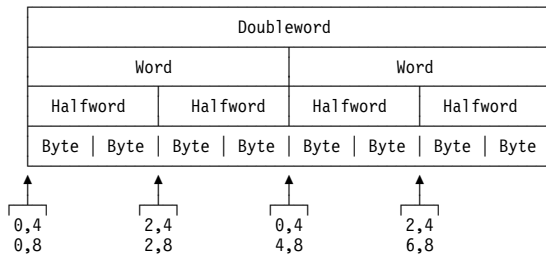 Doubleword
Word Word
Halfword Halfword Halfword Halfword
Byte | Byte | Byte | Byte | Byte | Byte | Byte | Byte
0,4 2,4 0,4 2,4
0,8 2,8 4,8 6,8